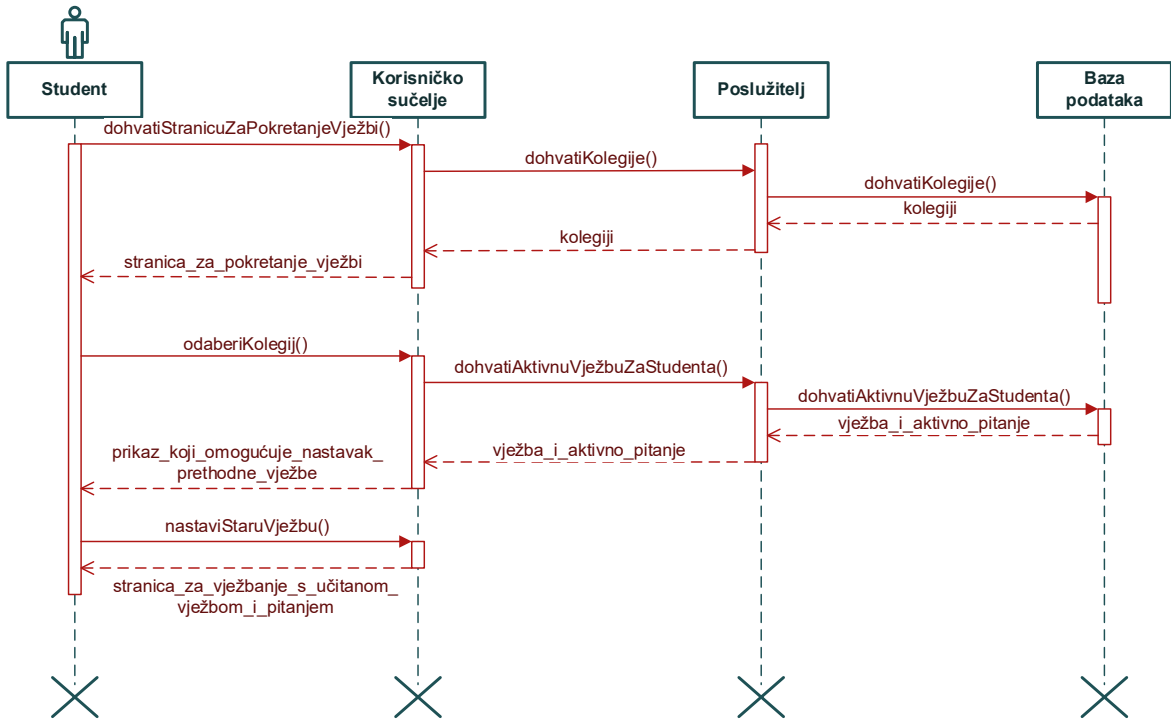 Student
Korisničko
sučelje
Poslužitelj
Baza
podataka
dohvatiStranicuZaPokretanjeVježbi()
dohvatiKolegije()
dohvatiKolegije()
kolegiji
kolegiji
stranica_za_pokretanje_vježbi
odaberiKolegij()
dohvatiAktivnuVježbuZaStudenta()
dohvatiAktivnuVježbuZaStudenta()
vježba_i_aktivno_pitanje
vježba_i_aktivno_pitanje
prikaz_koji_omogućuje_nastavak_
prethodne_vježbe
nastaviStaruVježbu()
stranica_za_vježbanje_s_učitanom_
vježbom_i_pitanjem